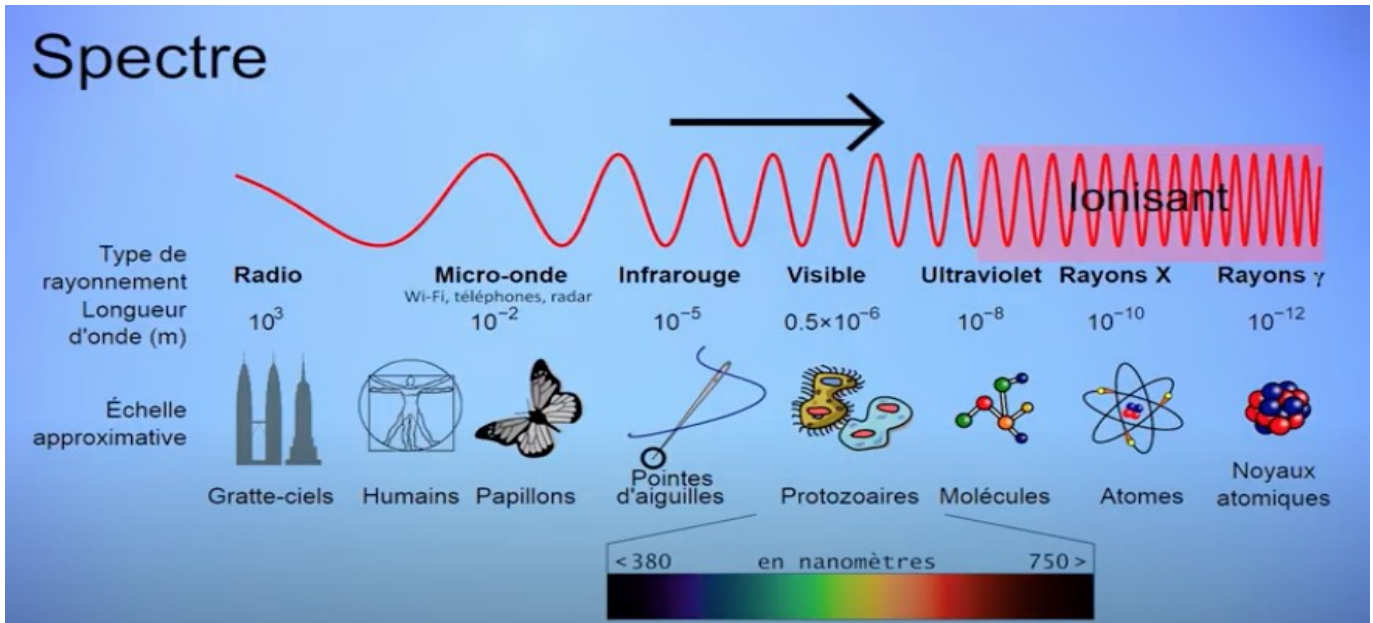 Spectre
Ionisant
Type de
rayonnement
Radio
Micro-onde
Infrarouge
Visible
Ultraviolet
Rayons X
Rayons γ
Wi-Fi, téléphones, radar
Longueur
d'onde (m)
10³
10⁻²
10⁻⁵
0.5×10⁻⁶
10⁻⁸
10⁻¹⁰
10⁻¹²
Échelle
approximative
Gratte-ciels
Humains
Papillons
Pointes
d'aiguilles
Protozoaires
Molécules
Atomes
Noyaux
atomiques
<380 en nanomètres 750>